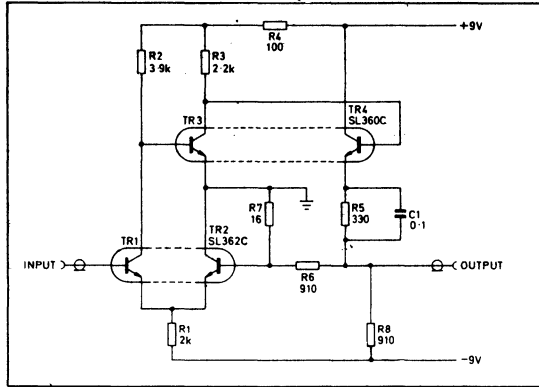 R4
100
+9V
R2
3·9k
R3
2·2k
TR3
TR4
SL360C
R7
16
R5
330
C1
0·1
TR1
TR2
SL362C
INPUT
R6
910
OUTPUT
R1
2k
R8
910
-9V